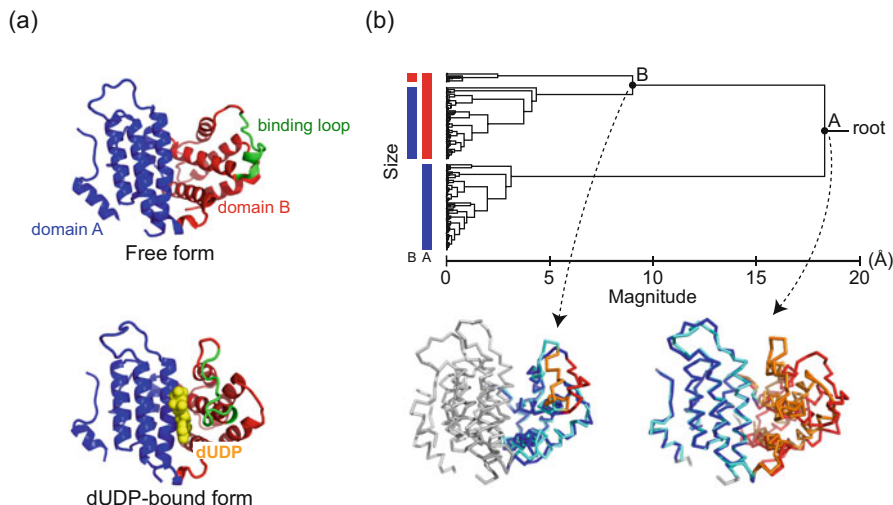 (a)
binding loop
domain B
domain A
Free form
dUDP
dUDP-bound form
(b)
B
A
root
Size
B A
0 5 10 15 20
(Å)
Magnitude